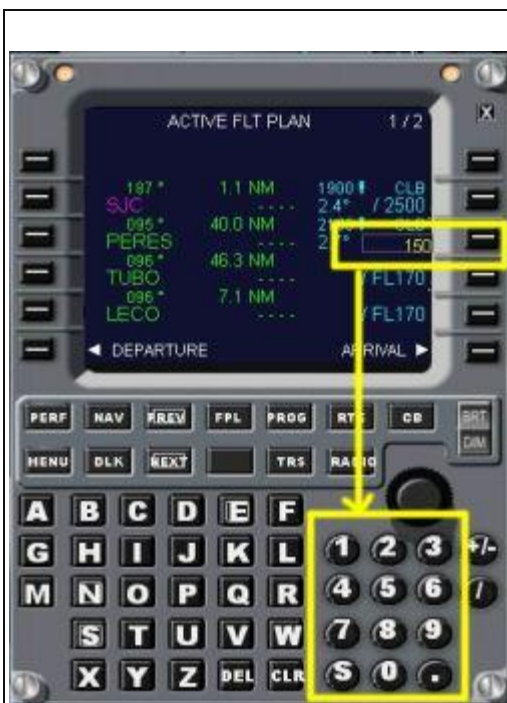 X
ACTIVE FLT PLAN 1 / 2
187° 1.1 NM 1900 CLB
SJC - - - - 2.4° / 2500
095° 40.0 NM
PERES - - - - 150
096° 46.3 NM
TUBO - - - - / FL170
096° 7.1 NM
LECO - - - - / FL170
◄ DEPARTURE ARRIVAL ►
PERF NAV PREV FPL PROG RTE CB BRT
DIM
MENU DLK NEXT TRS RADIO
A B C D E F
G H I J K L 1 2 3 +/-
M N O P Q R 4 5 6 /
S T U V W 7 8 9
X Y Z DEL CLR S 0 .